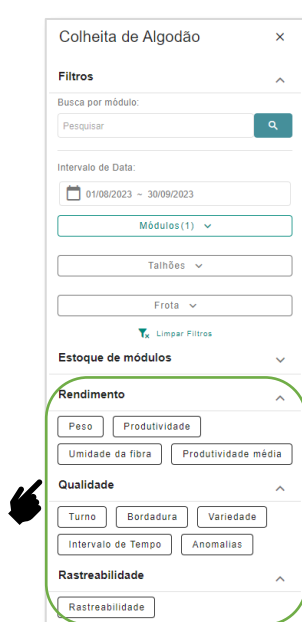 Colheita de Algodão ×
Filtros
Busca por módulo:
Pesquisar
Intervalo de Data:
01/08/2023 ~ 30/09/2023
Módulos(1)
Talhões
Frota
Limpar Filtros
Estoque de módulos
Rendimento
Peso Produtividade
Umidade da fibra Produtividade média
Qualidade
Turno Bordadura Variedade
Intervalo de Tempo Anomalias
Rastreabilidade
Rastreabilidade